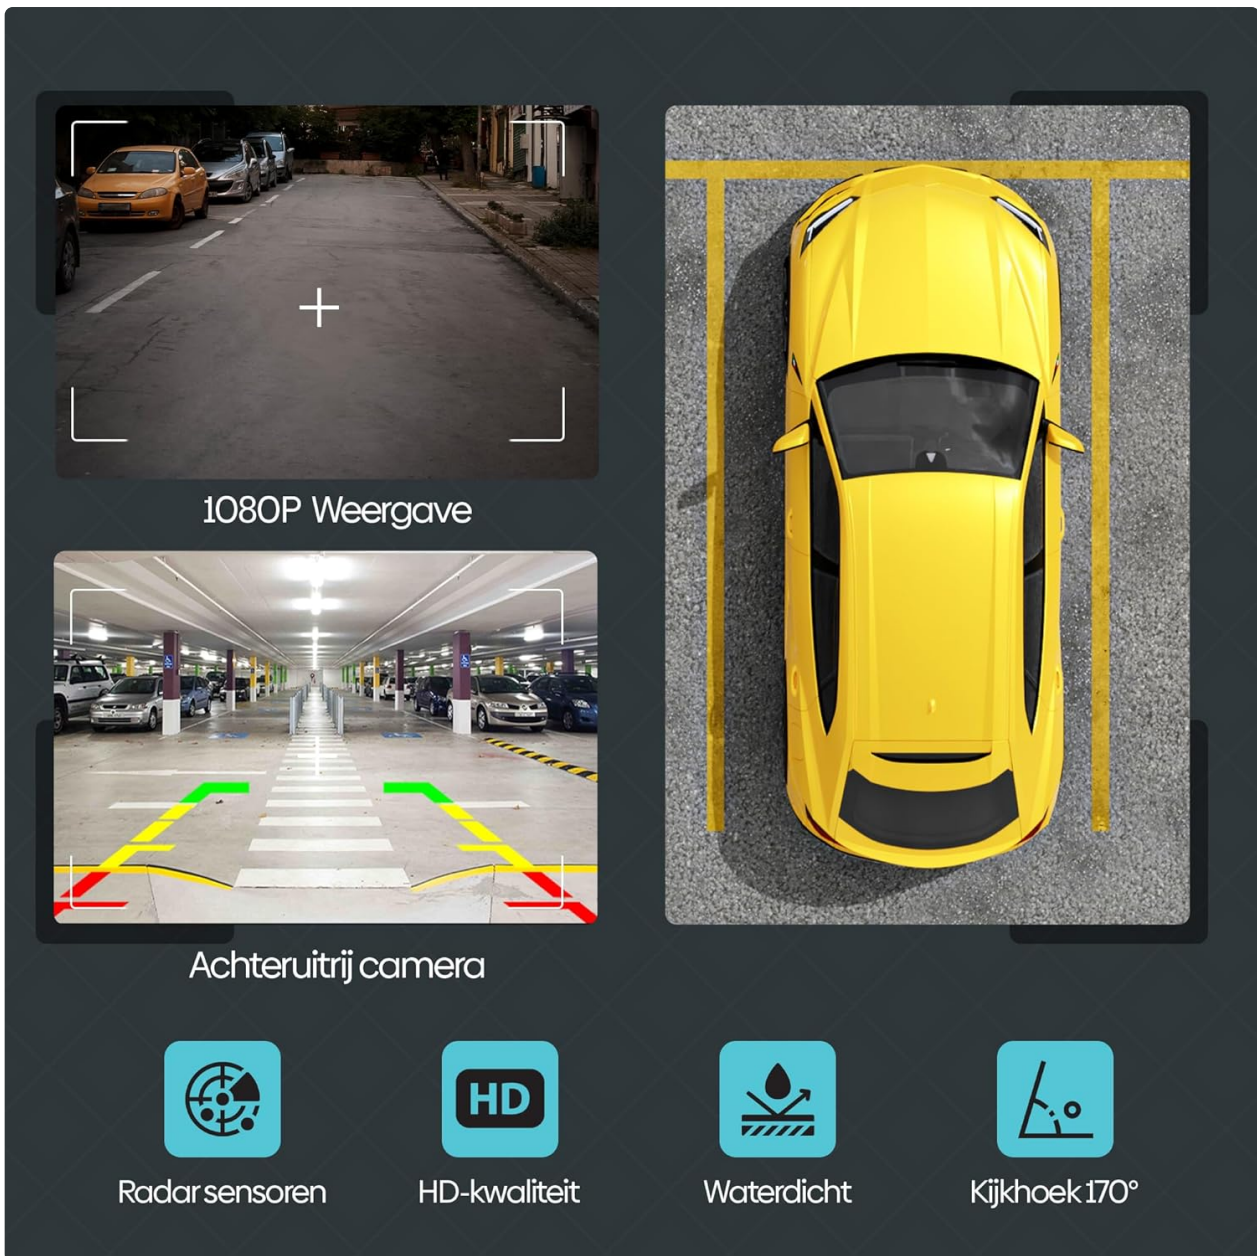 1080P Weergave
Achteruitrij camera
HD
Radar sensoren
HD-kwaliteit
Waterdicht
Kijkhoek 170°